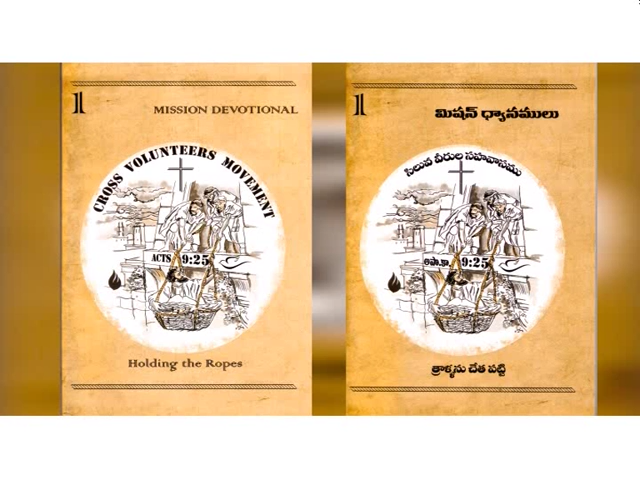 1
MISSION DEVOTIONAL
CROSS VOLUNTEERS MOVEMENT
ACTS 9:25
Holding the Ropes
1
మిషన్ ధ్యానములు
సిలువ వీరుల సహవాసము
అపొ.కా. 9:25
త్రాళ్ళను చేత పట్టి